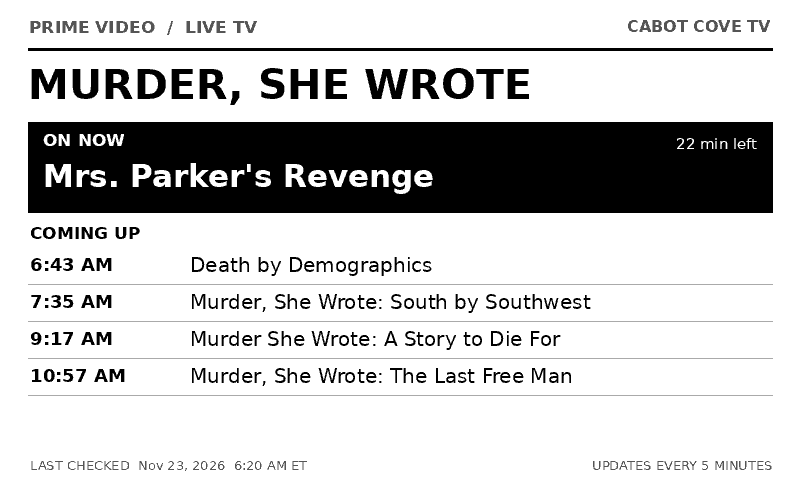 PRIME VIDEO / LIVE TV
CABOT COVE TV
MURDER, SHE WROTE
ON NOW
22 min left
Mrs. Parker's Revenge
COMING UP
6:43 AM Death by Demographics
7:35 AM Murder, She Wrote: South by Southwest
9:17 AM Murder She Wrote: A Story to Die For
10:57 AM Murder, She Wrote: The Last Free Man
LAST CHECKED Nov 23, 2026 6:20 AM ET
UPDATES EVERY 5 MINUTES